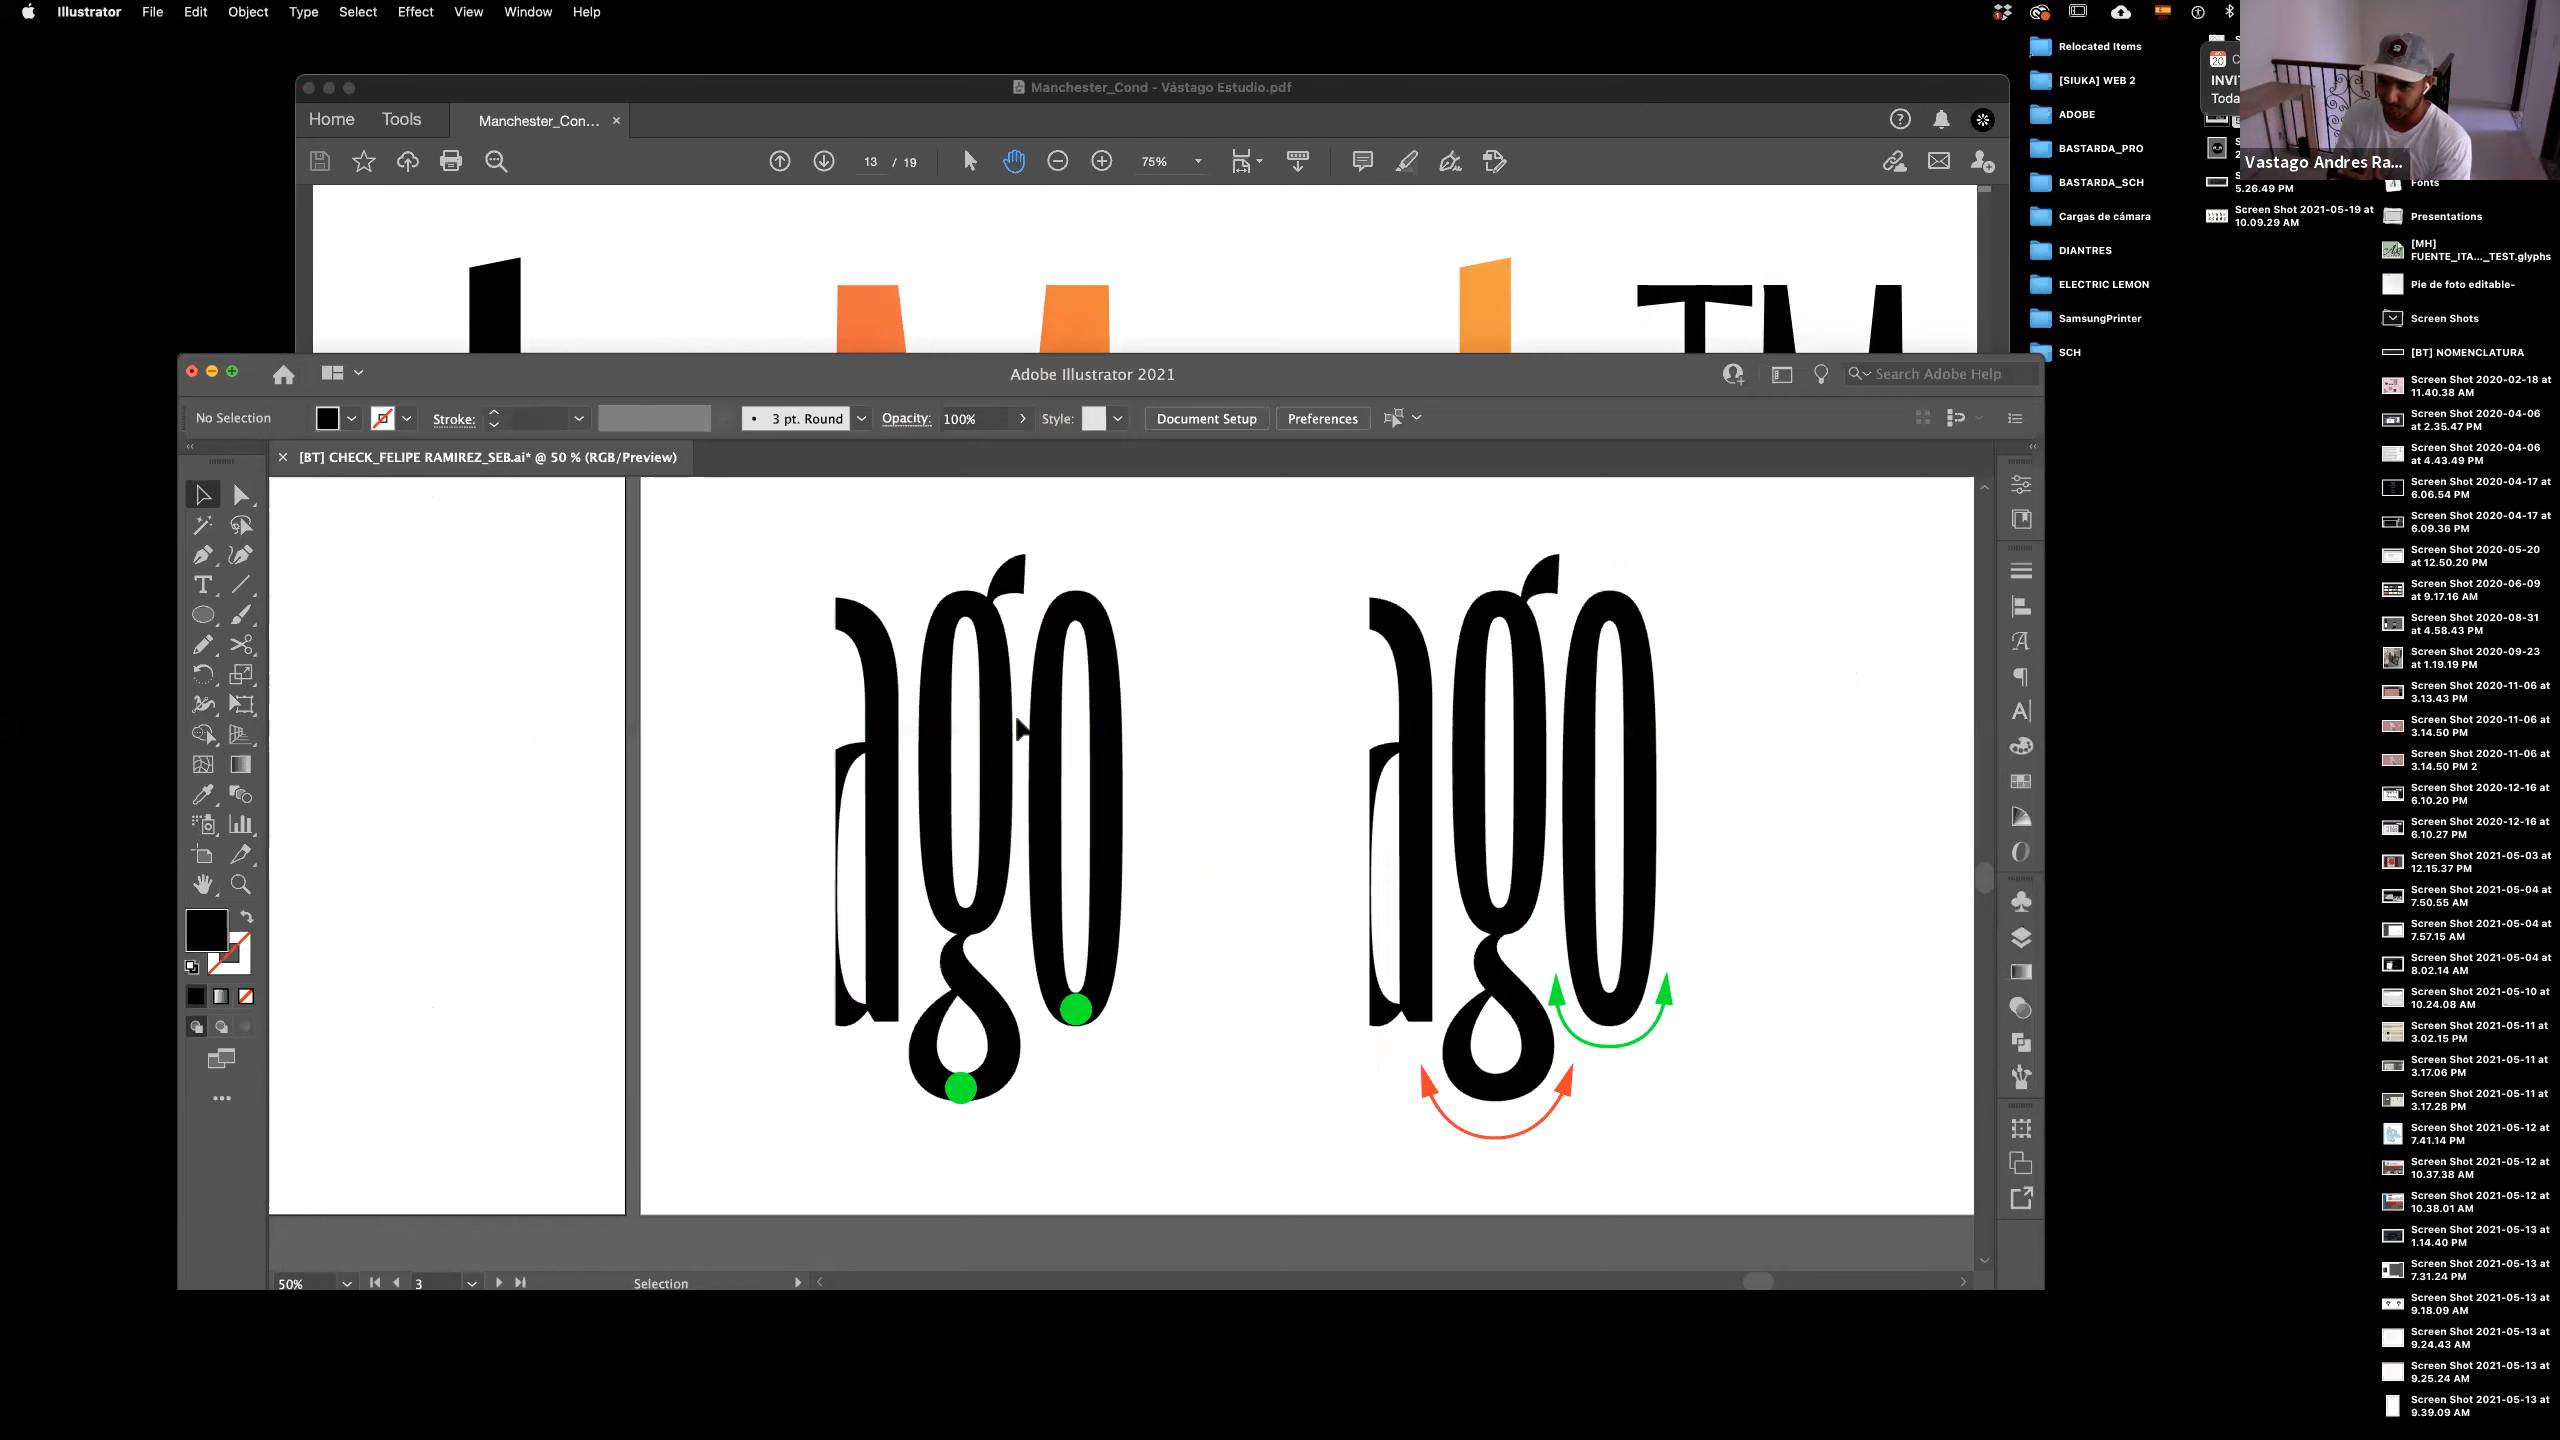 Illustrator File Edit Object Type Select Effect View Window Help
Manchester_Cond - Vástago Estudio.pdf
Home Tools Manchester_Con... ×
13 / 19 75%
TM
Adobe Illustrator 2021
Search Adobe Help
No Selection Stroke: 3 pt. Round Opacity: 100% Style: Document Setup Preferences
× [BT] CHECK_FELIPE RAMIREZ_SEB.ai* @ 50 % (RGB/Preview)
ago ago
50% 3 Selection
Relocated Items
[SIUKA] WEB 2
ADOBE
BASTARDA_PRO
BASTARDA_SCH
Cargas de cámara
DIANTRES
ELECTRIC LEMON
SamsungPrinter
SCH
20
INVIT
Toda
Vastago Andres Ra...
5.26.49 PM
Screen Shot 2021-05-19 at
10.09.29 AM
Fonts
Presentations
[MH]
FUENTE_ITA..._TEST.glyphs
Pie de foto editable-
Screen Shots
[BT] NOMENCLATURA
Screen Shot 2020-02-18 at
11.40.38 AM
Screen Shot 2020-04-06
at 2.35.47 PM
Screen Shot 2020-04-06
at 4.43.49 PM
Screen Shot 2020-04-17 at
6.06.54 PM
Screen Shot 2020-04-17 at
6.09.36 PM
Screen Shot 2020-05-20
at 12.50.20 PM
Screen Shot 2020-06-09
at 9.17.16 AM
Screen Shot 2020-08-31
at 4.58.43 PM
Screen Shot 2020-09-23
at 1.19.19 PM
Screen Shot 2020-11-06 at
3.13.43 PM
Screen Shot 2020-11-06 at
3.14.50 PM
Screen Shot 2020-11-06 at
3.14.50 PM 2
Screen Shot 2020-12-16 at
6.10.20 PM
Screen Shot 2020-12-16 at
6.10.27 PM
Screen Shot 2021-05-03 at
12.15.37 PM
Screen Shot 2021-05-04 at
7.50.55 AM
Screen Shot 2021-05-04 at
7.57.15 AM
Screen Shot 2021-05-04 at
8.02.14 AM
Screen Shot 2021-05-10 at
10.24.08 AM
Screen Shot 2021-05-11 at
3.02.15 PM
Screen Shot 2021-05-11 at
3.17.06 PM
Screen Shot 2021-05-11 at
3.17.28 PM
Screen Shot 2021-05-12 at
7.41.14 PM
Screen Shot 2021-05-12 at
10.37.38 AM
Screen Shot 2021-05-12 at
10.38.01 AM
Screen Shot 2021-05-13 at
1.14.40 PM
Screen Shot 2021-05-13 at
7.31.24 PM
Screen Shot 2021-05-13 at
9.18.09 AM
Screen Shot 2021-05-13 at
9.24.43 AM
Screen Shot 2021-05-13 at
9.25.24 AM
Screen Shot 2021-05-13 at
9.39.09 AM